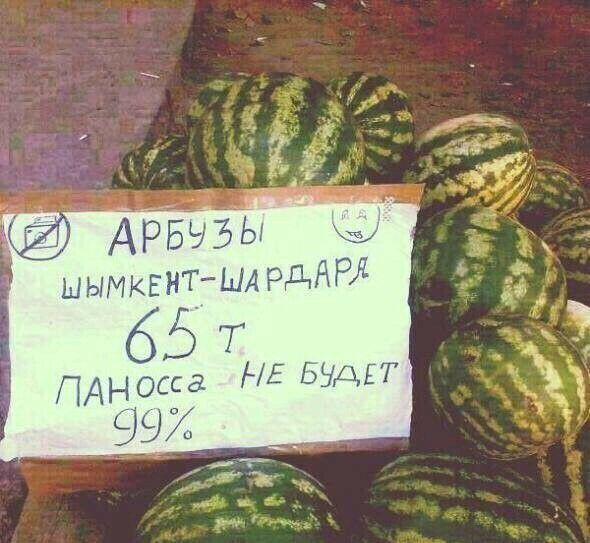 АРБУЗЫ
ШЫМКЕНТ-ШАРДАРЯ
65 т
ПАНОССа НЕ БУДЕТ
99%